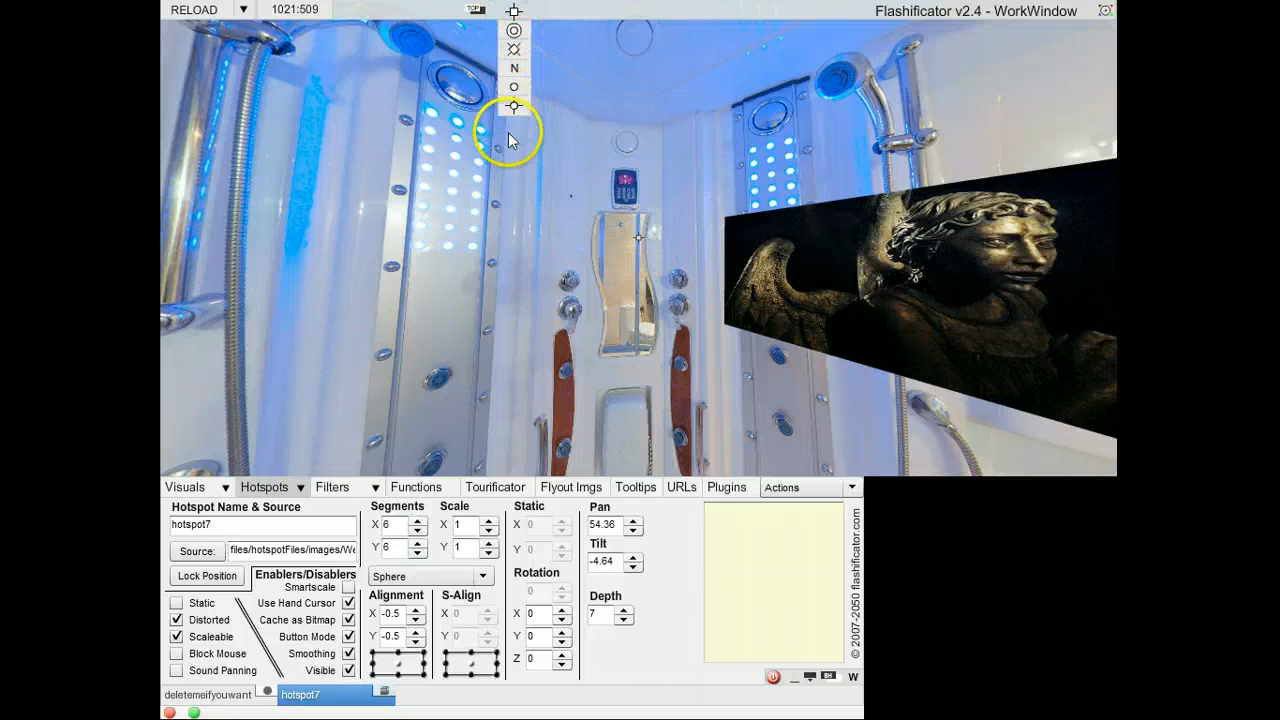 RELOAD 1021:509 TOP Flashificator v2.4 - WorkWindow
N
Visuals Hotspots Filters Functions Tourificator Flyout Imgs Tooltips URLs Plugins Actions
Hotspot Name & Source Segments Scale Static Pan
hotspot7 X 6 X 1 X 0 54.36
Y 6 Y 1 Y 0 Tilt
Source: files/hotspotFiles/images/We -4.64
Lock Position Enablers/Disablers Sphere Rotation
Smartscale 0
Alignment S-Align Depth
Static Use Hand Cursor X -0.5 X 0 X 0 7
Distorted Cache as Bitmap
Scaleable Button Mode Y -0.5 Y 0 Y 0
Block Mouse Smoothing Z 0
Sound Panning Visible
© 2007-2050 flashificator.com
BH W
deletemeifyouwant hotspot7